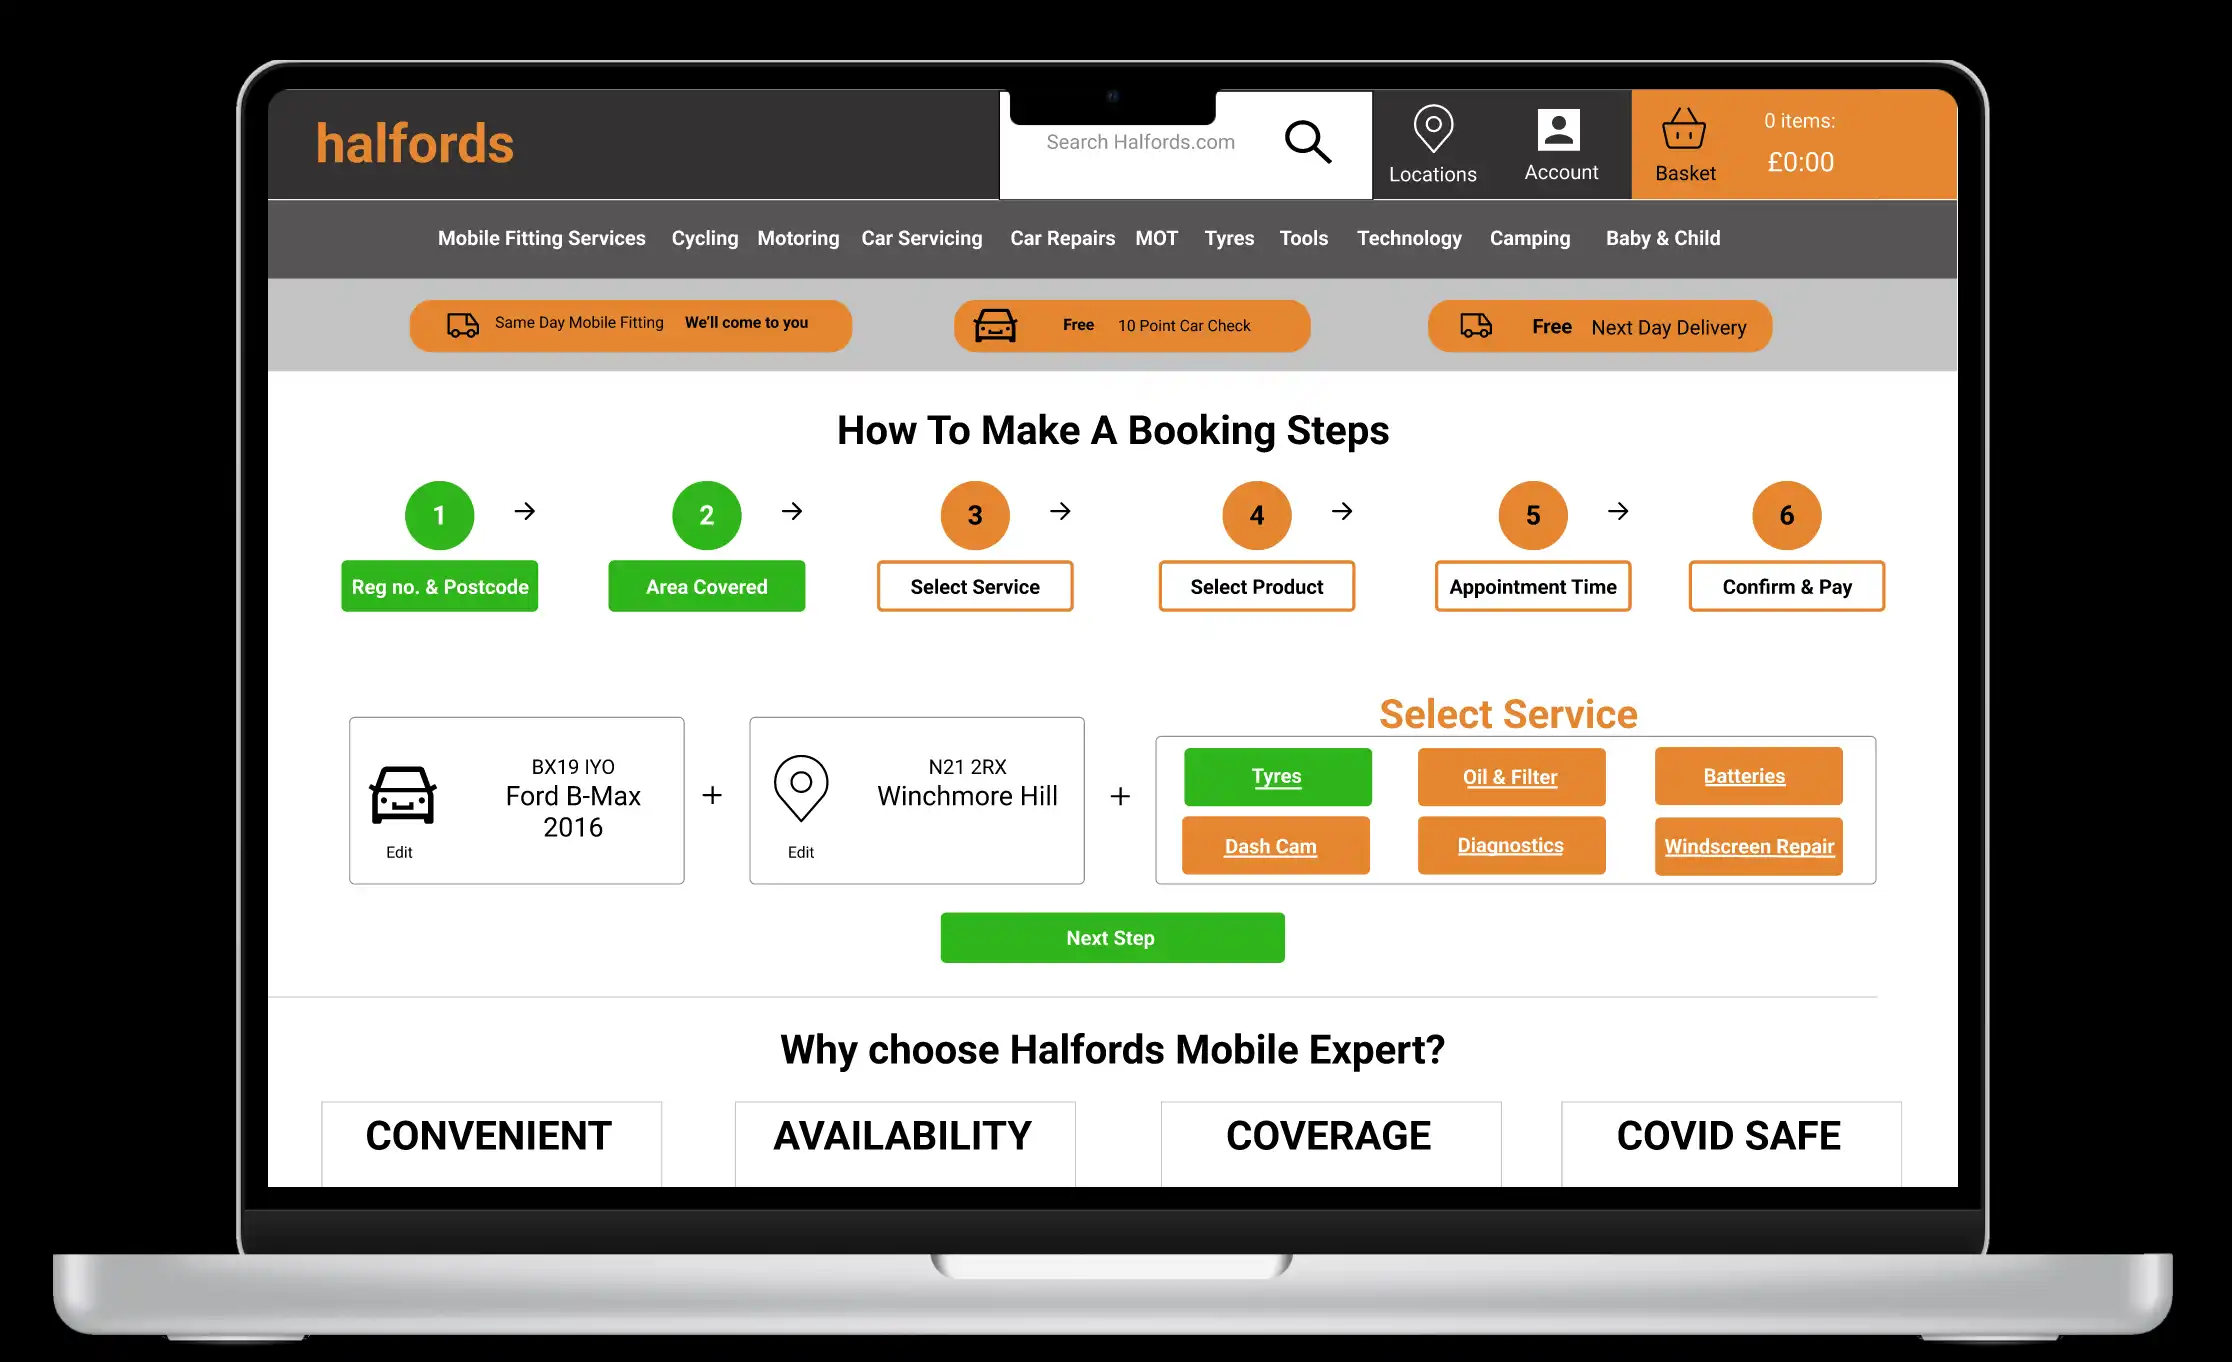 halfords
Search Halfords.com
Locations
Account
Basket
0 items:
£0:00
Mobile Fitting Services Cycling Motoring Car Servicing Car Repairs MOT Tyres Tools Technology Camping Baby & Child
Same Day Mobile Fitting We'll come to you
Free 10 Point Car Check
Free Next Day Delivery
How To Make A Booking Steps
1 → 2 → 3 → 4 → 5 → 6
Reg no. & Postcode
Area Covered
Select Service
Select Product
Appointment Time
Confirm & Pay
BX19 IYO
Ford B-Max
2016
Edit
+
N21 2RX
Winchmore Hill
Edit
+
Select Service
Tyres
Oil & Filter
Batteries
Dash Cam
Diagnostics
Windscreen Repair
Next Step
Why choose Halfords Mobile Expert?
CONVENIENT
AVAILABILITY
COVERAGE
COVID SAFE